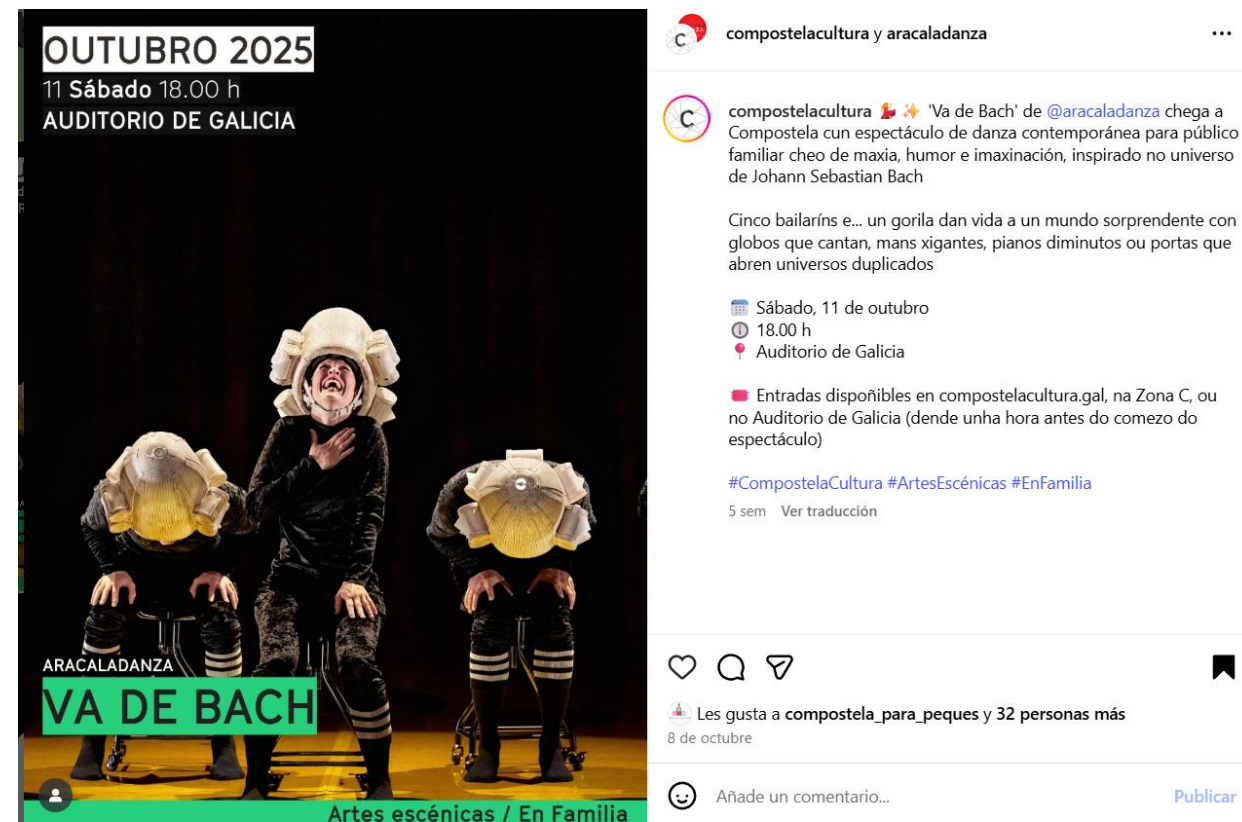 OUTUBRO 2025
11 Sábado 18.00 h
AUDITORIO DE GALICIA
ARACALADANZA
VA DE BACH
Artes escénicas / En Familia
compostelacultura y aracaladanza
compostelacultura 💃✨ 'Va de Bach' de @aracaladanza chega a
Compostela cun espectáculo de danza contemporánea para público
familiar cheo de maxia, humor e imaxinación, inspirado no universo
de Johann Sebastian Bach
Cinco bailaríns e... un gorila dan vida a un mundo sorprendente con
globos que cantan, mans xigantes, pianos diminutos ou portas que
abren universos duplicados
🗓️ Sábado, 11 de outubro
🕕 18.00 h
📍 Auditorio de Galicia
🎟️ Entradas dispoñibles en compostelacultura.gal, na Zona C, ou
no Auditorio de Galicia (dende unha hora antes do comezo do
espectáculo)
#CompostelaCultura #ArtesEscénicas #EnFamilia
5 sem Ver traducción
Les gusta a compostela_para_peques y 32 personas más
8 de octubre
Añade un comentario...
Publicar